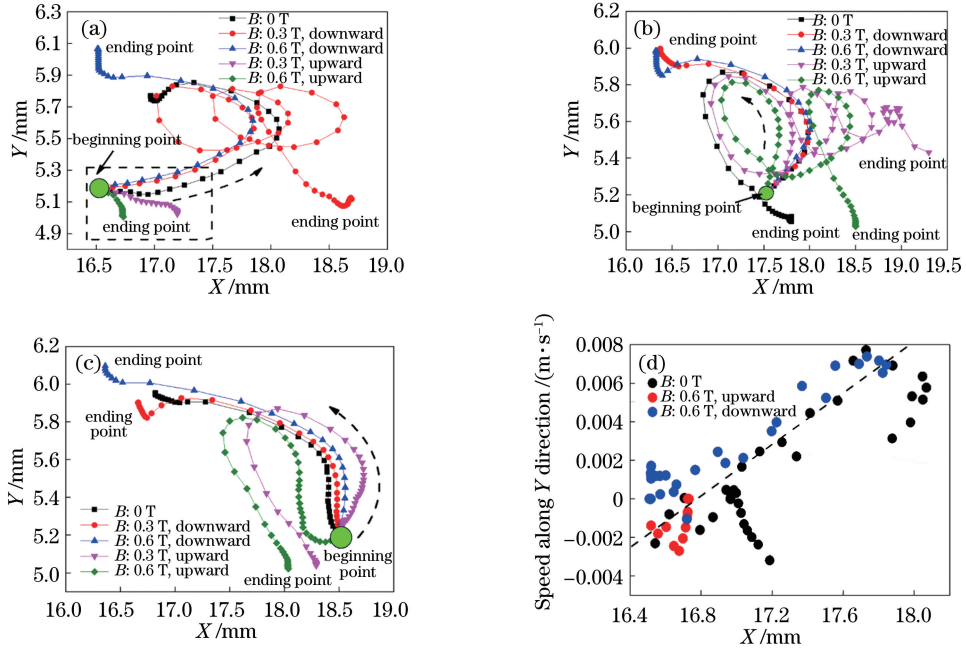 (a)
B: 0 T
B: 0.3 T, downward
B: 0.6 T, downward
B: 0.3 T, upward
B: 0.6 T, upward
ending point
beginning point
ending point
ending point
6.3
5.9
5.7
5.4
5.1
4.9
Y/mm
16.5
17.0
17.5
18.0
18.5
19.0
X/mm
(b)
B: 0 T
B: 0.3 T, downward
B: 0.6 T, downward
B: 0.3 T, upward
B: 0.6 T, upward
ending point
beginning point
ending point
ending point
ending point
6.2
6.0
5.8
5.6
5.4
5.2
5.0
Y/mm
16.0
16.5
17.0
17.5
18.0
18.5
19.0
19.5
X/mm
(c)
ending point
ending
point
B: 0 T
B: 0.3 T, downward
B: 0.6 T, downward
B: 0.3 T, upward
B: 0.6 T, upward
beginning
point
ending point
6.2
6.0
5.8
5.6
5.4
5.2
5.0
Y/mm
16.0
16.5
17.0
17.5
18.0
18.5
19.0
X/mm
(d)
B: 0 T
B: 0.6 T, upward
B: 0.6 T, downward
Speed along Y direction /(m·s⁻¹)
0.008
0.006
0.004
0.002
0
−0.002
−0.004
16.4
16.8
17.2
17.6
18.0
X/mm